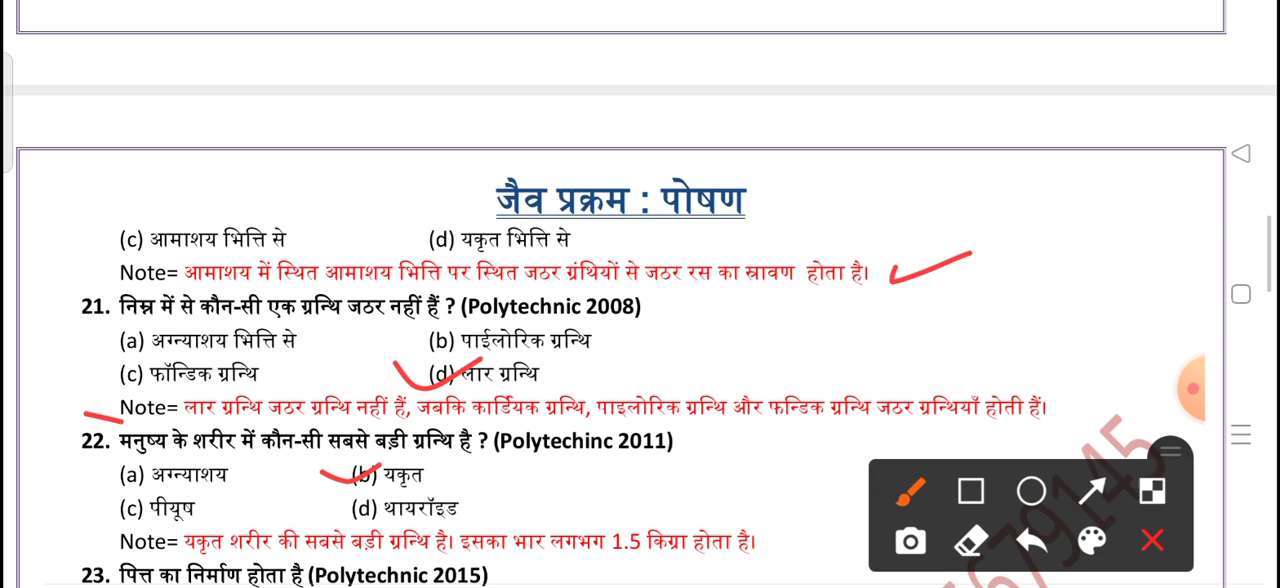 जैव प्रक्रम : पोषण
(c) आमाशय भित्ति से (d) यकृत भित्ति से
Note= आमाशय में स्थित आमाशय भित्ति पर स्थित जठर ग्रंथियों से जठर रस का स्रावण होता है।
21. निम्न में से कौन-सी एक ग्रन्थि जठर नहीं हैं ? (Polytechnic 2008)
(a) अग्न्याशय भित्ति से (b) पाईलोरिक ग्रन्थि
(c) फॉन्डिक ग्रन्थि (d) लार ग्रन्थि
Note= लार ग्रन्थि जठर ग्रन्थि नहीं हैं, जबकि कार्डियक ग्रन्थि, पाइलोरिक ग्रन्थि और फन्डिक ग्रन्थि जठर ग्रन्थियाँ होती हैं।
22. मनुष्य के शरीर में कौन-सी सबसे बड़ी ग्रन्थि है ? (Polytechinc 2011)
(a) अग्न्याशय (b) यकृत
(c) पीयूष (d) थायरॉइड
Note= यकृत शरीर की सबसे बड़ी ग्रन्थि है। इसका भार लगभग 1.5 किग्रा होता है।
23. पित्त का निर्माण होता है (Polytechnic 2015)